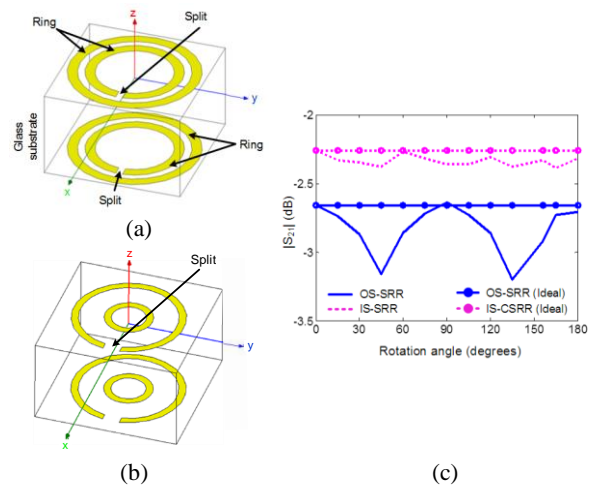 Ring
Split
z
y
x
Glass
substrate
Ring
Split
(a)
Split
z
y
x
(b)
-2
-2.5
-3
-3.5
|S21| (dB)
OS-SRR
OS-SRR (Ideal)
IS-SRR
IS-CSRR (Ideal)
0 30 60 90 120 150 180
Rotation angle (degrees)
(c)